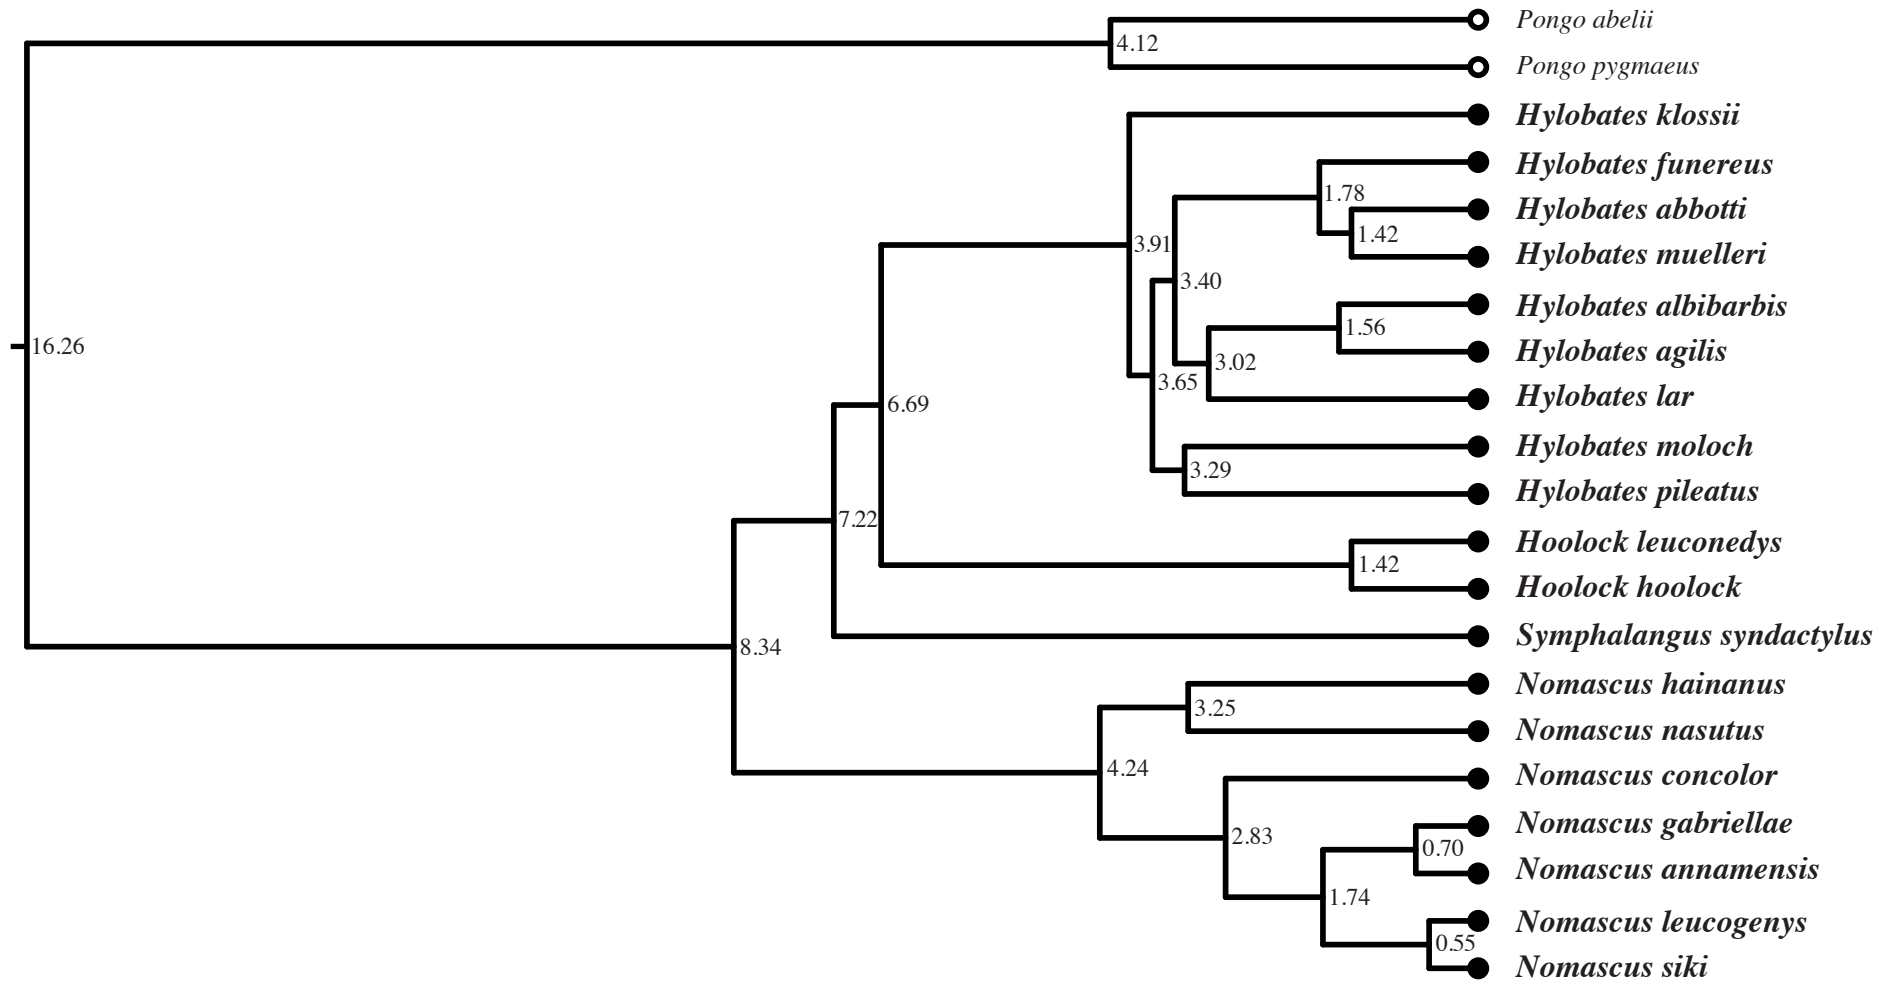 Pongo abelii
4.12
Pongo pygmaeus
Hylobates klossii
Hylobates funereus
1.78
Hylobates abbotti
1.42
Hylobates muelleri
3.91
3.40
Hylobates albibarbis
1.56
16.26
Hylobates agilis
3.02
3.65
Hylobates lar
6.69
Hylobates moloch
3.29
Hylobates pileatus
7.22
Hoolock leuconedys
1.42
Hoolock hoolock
Symphalangus syndactylus
8.34
Nomascus hainanus
3.25
Nomascus nasutus
4.24
Nomascus concolor
Nomascus gabriellae
2.83
0.70
Nomascus annamensis
1.74
Nomascus leucogenys
0.55
Nomascus siki